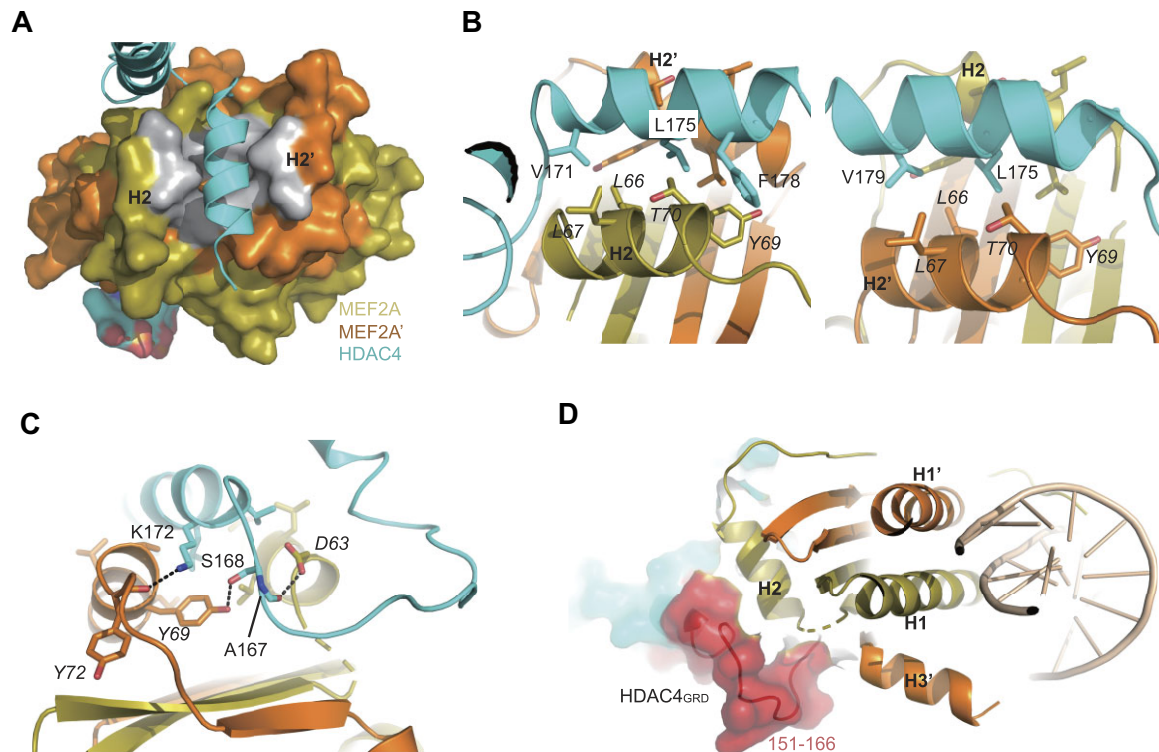 A
H2
H2'
MEF2A
MEF2A'
HDAC4
B
H2'
L175
V171
L66
F178
L67
T70
H2
Y69
H2
V179
L175
L66
T70
L67
Y69
H2'
C
K172
S168
D63
Y69
A167
Y72
D
H1'
H2
H1
HDAC4GRD
H3'
151-166